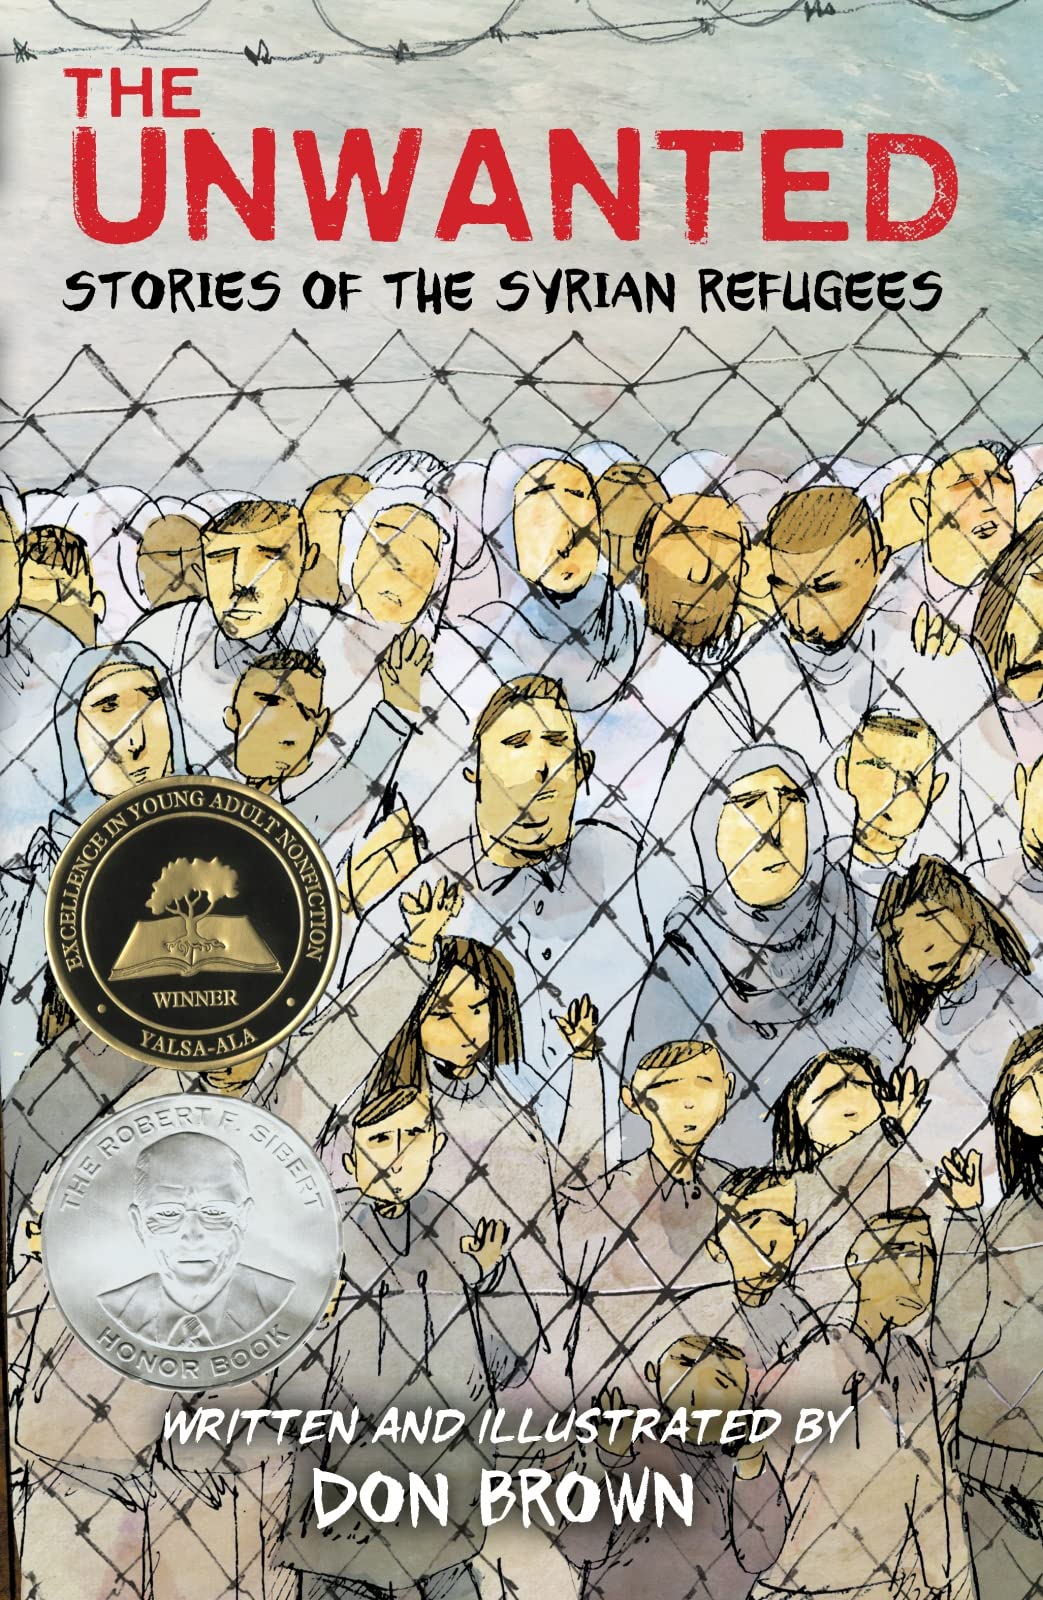 THE
UNWANTED
STORIES OF THE SYRIAN REFUGEES
EXCELLENCE IN YOUNG ADULT NONFICTION
WINNER
YALSA-ALA
THE ROBERT F. SIBERT
HONOR BOOK
WRITTEN AND ILLUSTRATED BY
DON BROWN